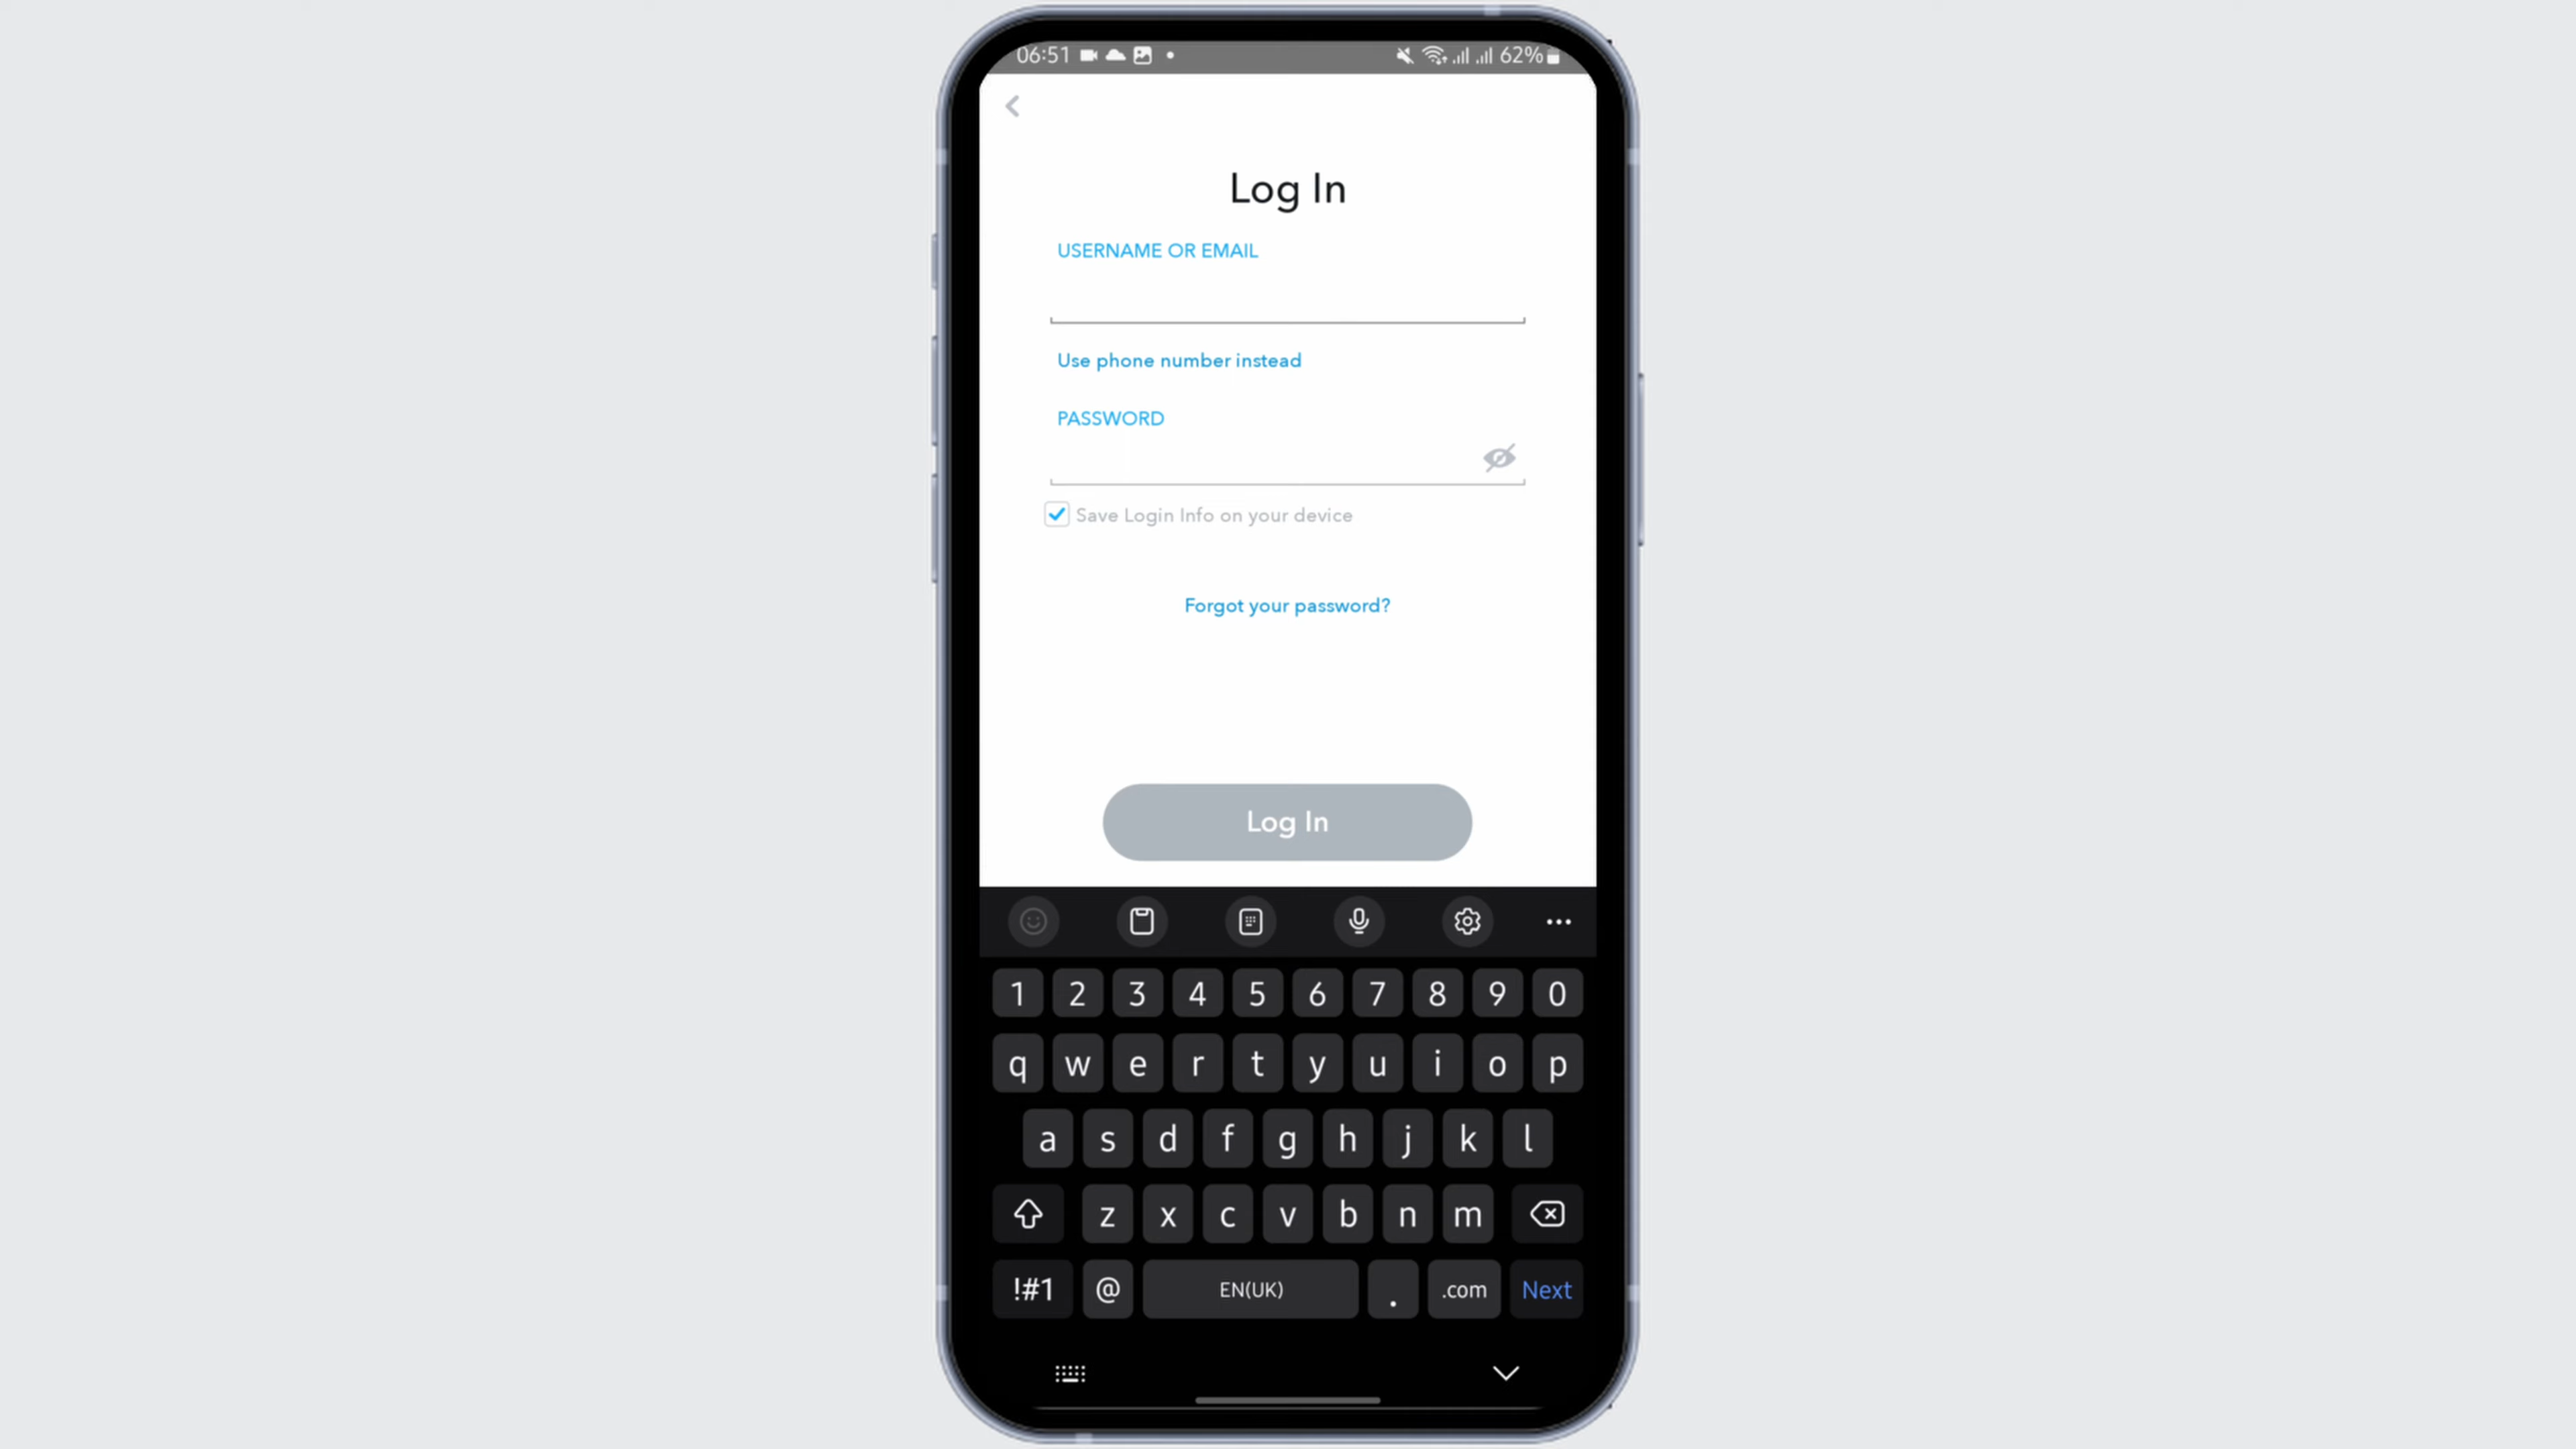 06:51 62%
Log In
USERNAME OR EMAIL
Use phone number instead
PASSWORD
Save Login Info on your device
Forgot your password?
Log In
1 2 3 4 5 6 7 8 9 0
q w e r t y u i o p
a s d f g h j k l
z x c v b n m
!#1 @ EN(UK) . .com Next